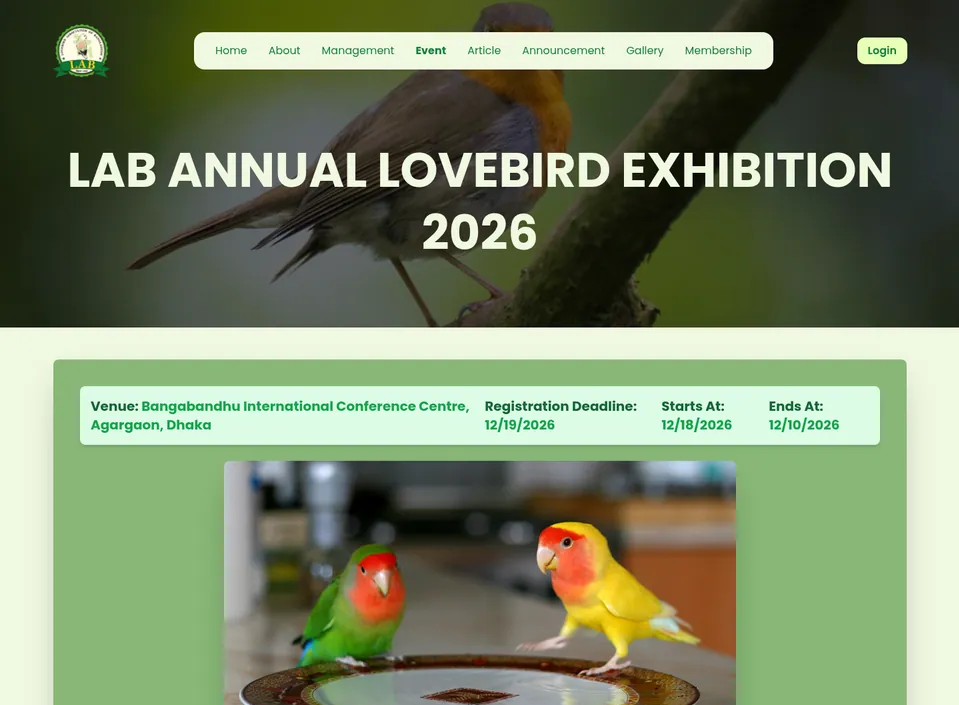 Home About Management Event Article Announcement Gallery Membership
Login
LAB
LAB ANNUAL LOVEBIRD EXHIBITION
2026
Venue: Bangabandhu International Conference Centre,
Agargaon, Dhaka
Registration Deadline:
12/19/2026
Starts At:
12/18/2026
Ends At:
12/10/2026